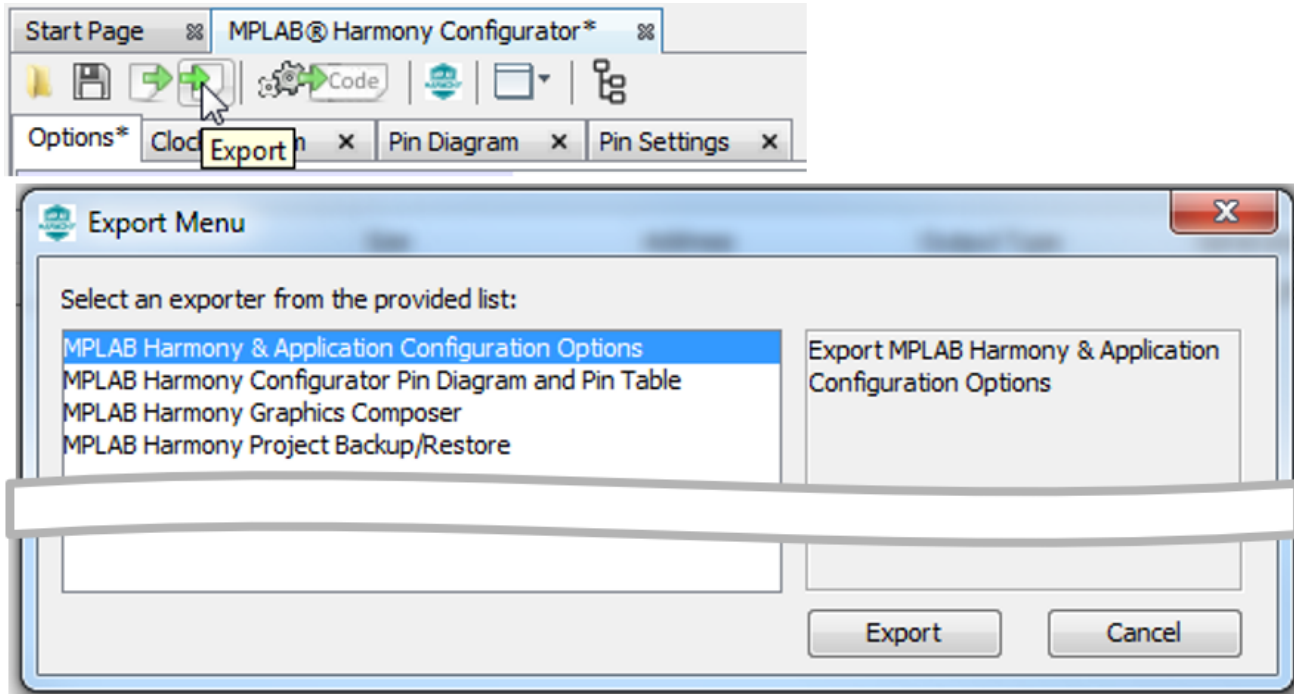 Start Page
MPLAB® Harmony Configurator*
Code
Options*
Export
Pin Diagram
Pin Settings
Export Menu
Select an exporter from the provided list:
MPLAB Harmony & Application Configuration Options
MPLAB Harmony Configurator Pin Diagram and Pin Table
MPLAB Harmony Graphics Composer
MPLAB Harmony Project Backup/Restore
Export MPLAB Harmony & Application
Configuration Options
Export
Cancel